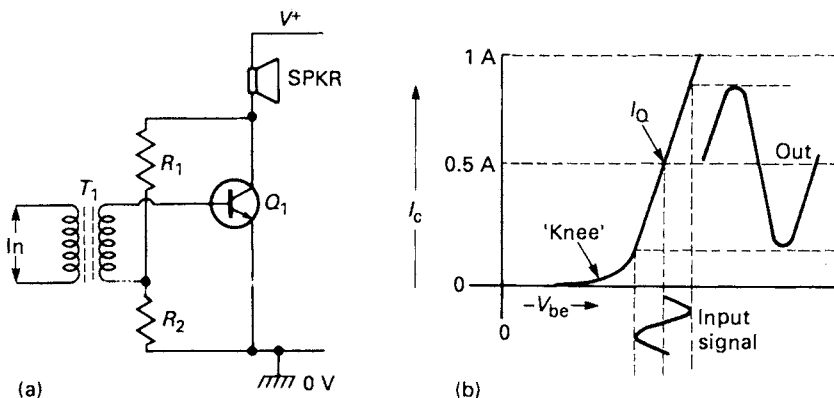 V+
SPKR
R1
T1
Q1
In
R2
0 V
(a)
1 A
IQ
0.5 A
Out
Ic
'Knee'
0
-Vbe
0
Input
signal
(b)